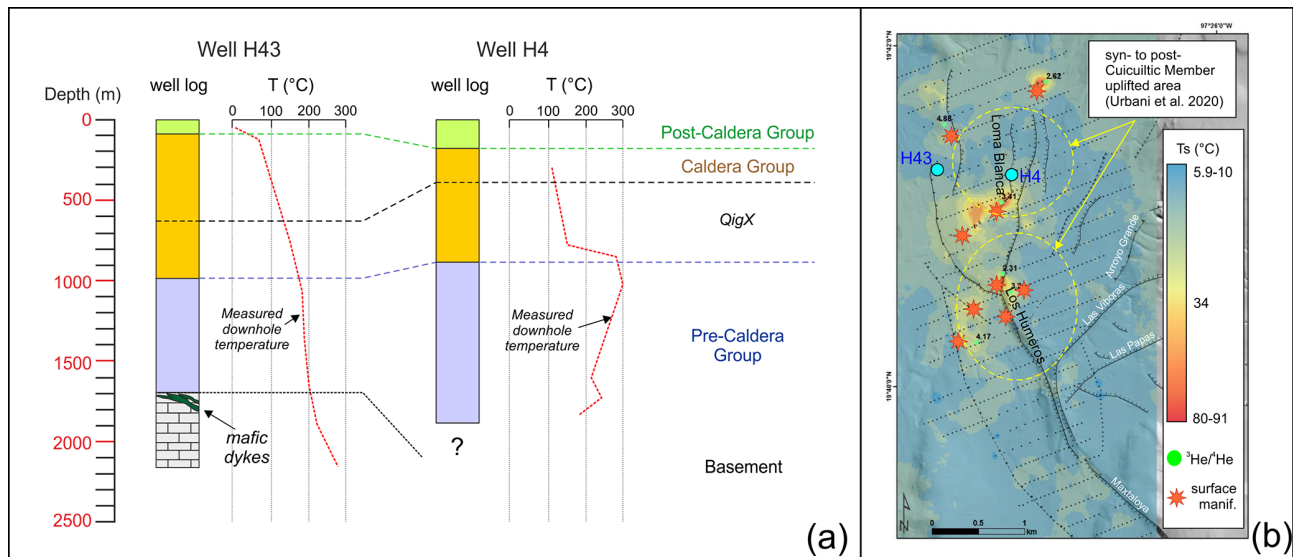 Well H43
Well H4
Depth (m)
well log
T (°C)
well log
T (°C)
0
100
200
300
0
100
200
300
0
500
1000
1500
2000
2500
Post-Caldera Group
Caldera Group
QigX
Measured
downhole
temperature
Measured
downhole
temperature
Pre-Caldera
Group
mafic
dykes
?
Basement
(a)
97°26'0"W
syn- to post-
Cuicuiltic Member
uplifted area
(Urbani et al. 2020)
2.62
4.88
H43
Loma Blanca
H4
Ts (°C)
5.9-10
34
80-91
³He/⁴He
surface
manif.
2.31
4.17
Los Humeros
Arroyo Grande
Las Viboras
Las Papas
Maxtaloya
N
0
0.5
1
km
(b)